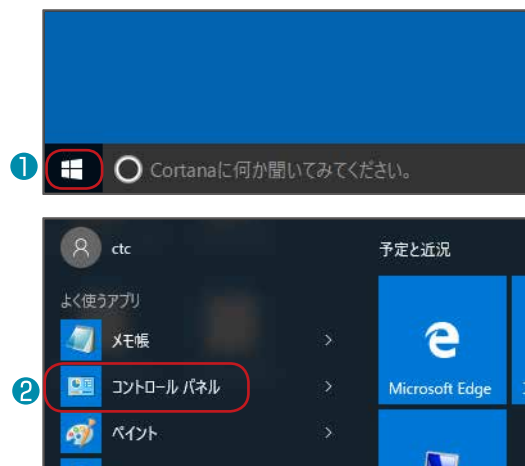 1
Cortanaに何か聞いてみてください。
ctc
予定と近況
よく使うアプリ
メモ帳
2
コントロール パネル
Microsoft Edge
ペイント